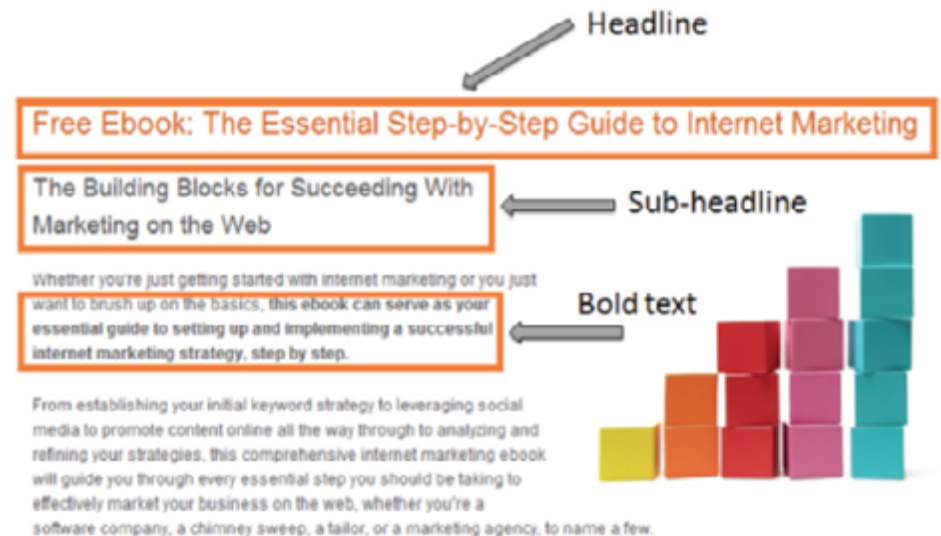 Headline
Free Ebook: The Essential Step-by-Step Guide to Internet Marketing
The Building Blocks for Succeeding With
Marketing on the Web
Sub-headline
Whether you're just getting started with internet marketing or you just
want to brush up on the basics, this ebook can serve as your
essential guide to setting up and implementing a successful
internet marketing strategy, step by step.
Bold text
From establishing your initial keyword strategy to leveraging social
media to promote content online all the way through to analyzing and
refining your strategies, this comprehensive internet marketing ebook
will guide you through every essential step you should be taking to
effectively market your business on the web, whether you're a
software company, a chimney sweep, a tailor, or a marketing agency, to name a few.